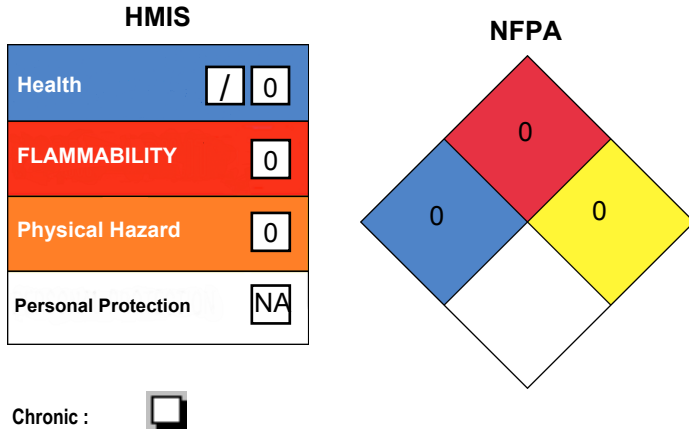 HMIS
Health / 0
FLAMMABILITY 0
Physical Hazard 0
Personal Protection NA
Chronic :
NFPA
0
0 0